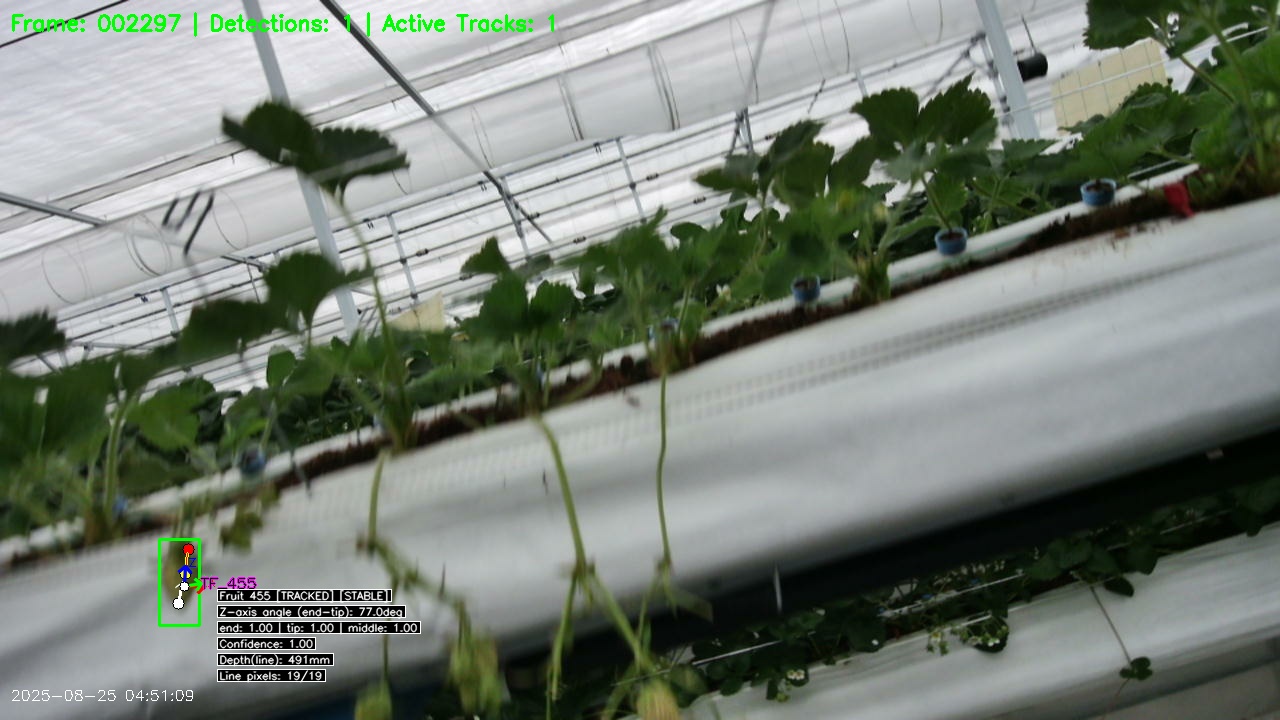 Frame: 002297 | Detections: 1 | Active Tracks: 1
TF_455
Fruit 455 [TRACKED] [STABLE]
Z-axis angle (end-tip): 77.0deg
end: 1.00 | tip: 1.00 | middle: 1.00
Confidence: 1.00
Depth(line): 491mm
Line pixels: 19/19
2025-08-25 04:51:09